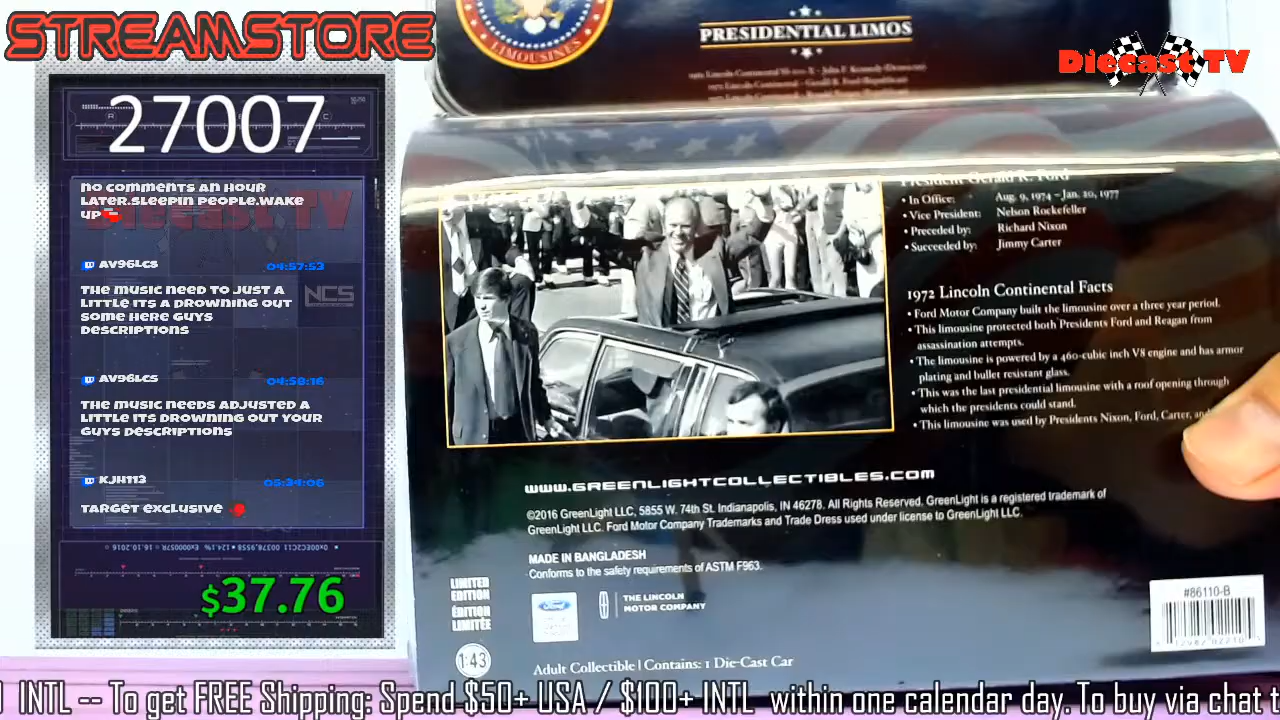 STREAMSTORE
27007
NO COMMENTS AN HOUR
LATER.SLEEPIN PEOPLE.WAKE
UP
Diecast TV
AV96LCS 04:57:53
THE MUSIC NEED TO JUST A
LITTLE ITS A DROWNING OUT
SOME HERE GUYS
DESCRIPTIONS
NCS
AV96LCS 04:58:16
THE MUSIC NEEDS ADJUSTED A
LITTLE ITS DROWNING OUT YOUR
GUYS DESCRIPTIONS
KJH113 05:34:06
TARGET EXCLUSIVE
$37.76
LIMOUSINES
PRESIDENTIAL LIMOS
Diecast TV
President Gerald R. Ford
• In Office: Aug. 9, 1974 – Jan. 20, 1977
• Vice President: Nelson Rockefeller
• Preceded by: Richard Nixon
• Succeeded by: Jimmy Carter
1972 Lincoln Continental Facts
• Ford Motor Company built the limousine over a three year period.
• This limousine protected both Presidents Ford and Reagan from
assassination attempts.
• The limousine is powered by a 460-cubic inch V8 engine and has armor
plating and bullet resistant glass.
• This was the last presidential limousine with a roof opening through
which the presidents could stand.
• This limousine was used by Presidents Nixon, Ford, Carter, and
WWW.GREENLIGHTCOLLECTIBLES.COM
©2016 GreenLight LLC, 5855 W. 74th St. Indianapolis, IN 46278. All Rights Reserved. GreenLight is a registered trademark of
GreenLight LLC. Ford Motor Company Trademarks and Trade Dress used under license to GreenLight LLC.
MADE IN BANGLADESH
Conforms to the safety requirements of ASTM F963.
LIMITED
EDITION
ÉDITION
LIMITÉE
Ford
THE LINCOLN
MOTOR COMPANY
#86110-B
1:43
Adult Collectible | Contains: 1 Die-Cast Car
INTL -- To get FREE Shipping: Spend $50+ USA / $100+ INTL within one calendar day. To buy via chat t